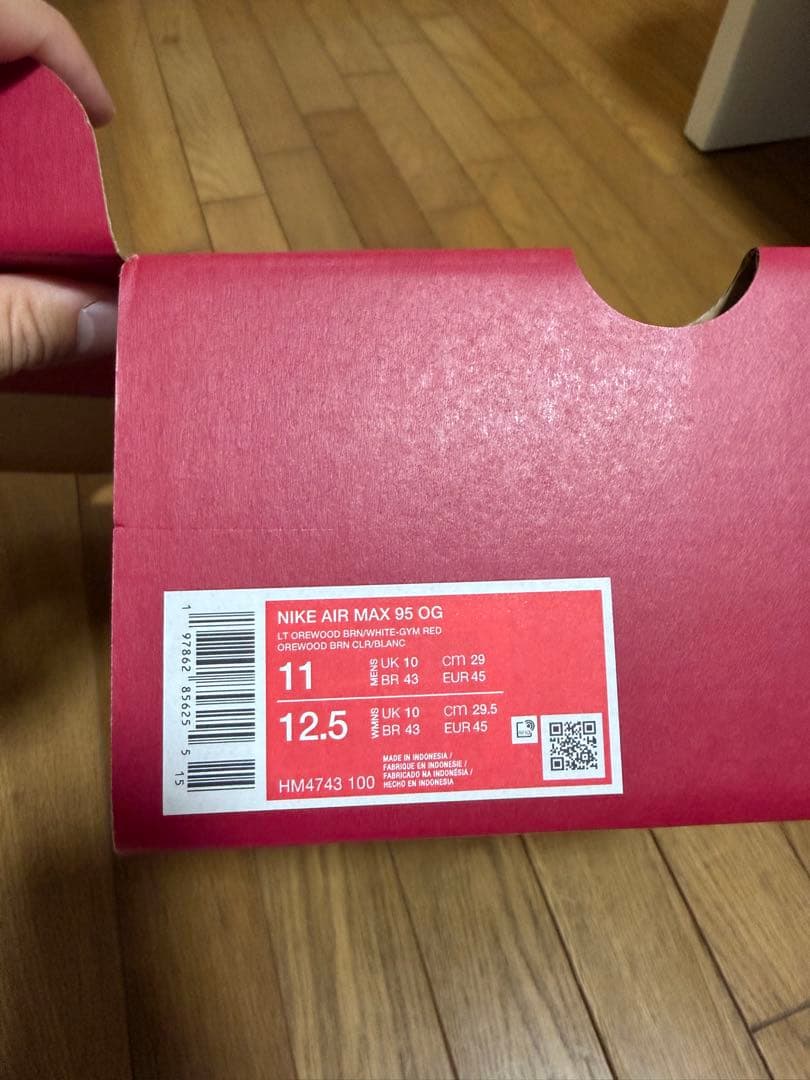 NIKE AIR MAX 95 OG
LT OREWOOD BRN/WHITE-GYM RED
OREWOOD BRN CLR/BLANC
11 MENS UK 10 cm 29
BR 43 EUR 45
12.5 WMNS UK 10 cm 29.5
BR 43 EUR 45
HM4743 100
MADE IN INDONESIA /
FABRIQUE EN INDONESIE /
FABRICADO NA INDONÉSIA /
HECHO EN INDONESIA
1 97862 85625 5 15